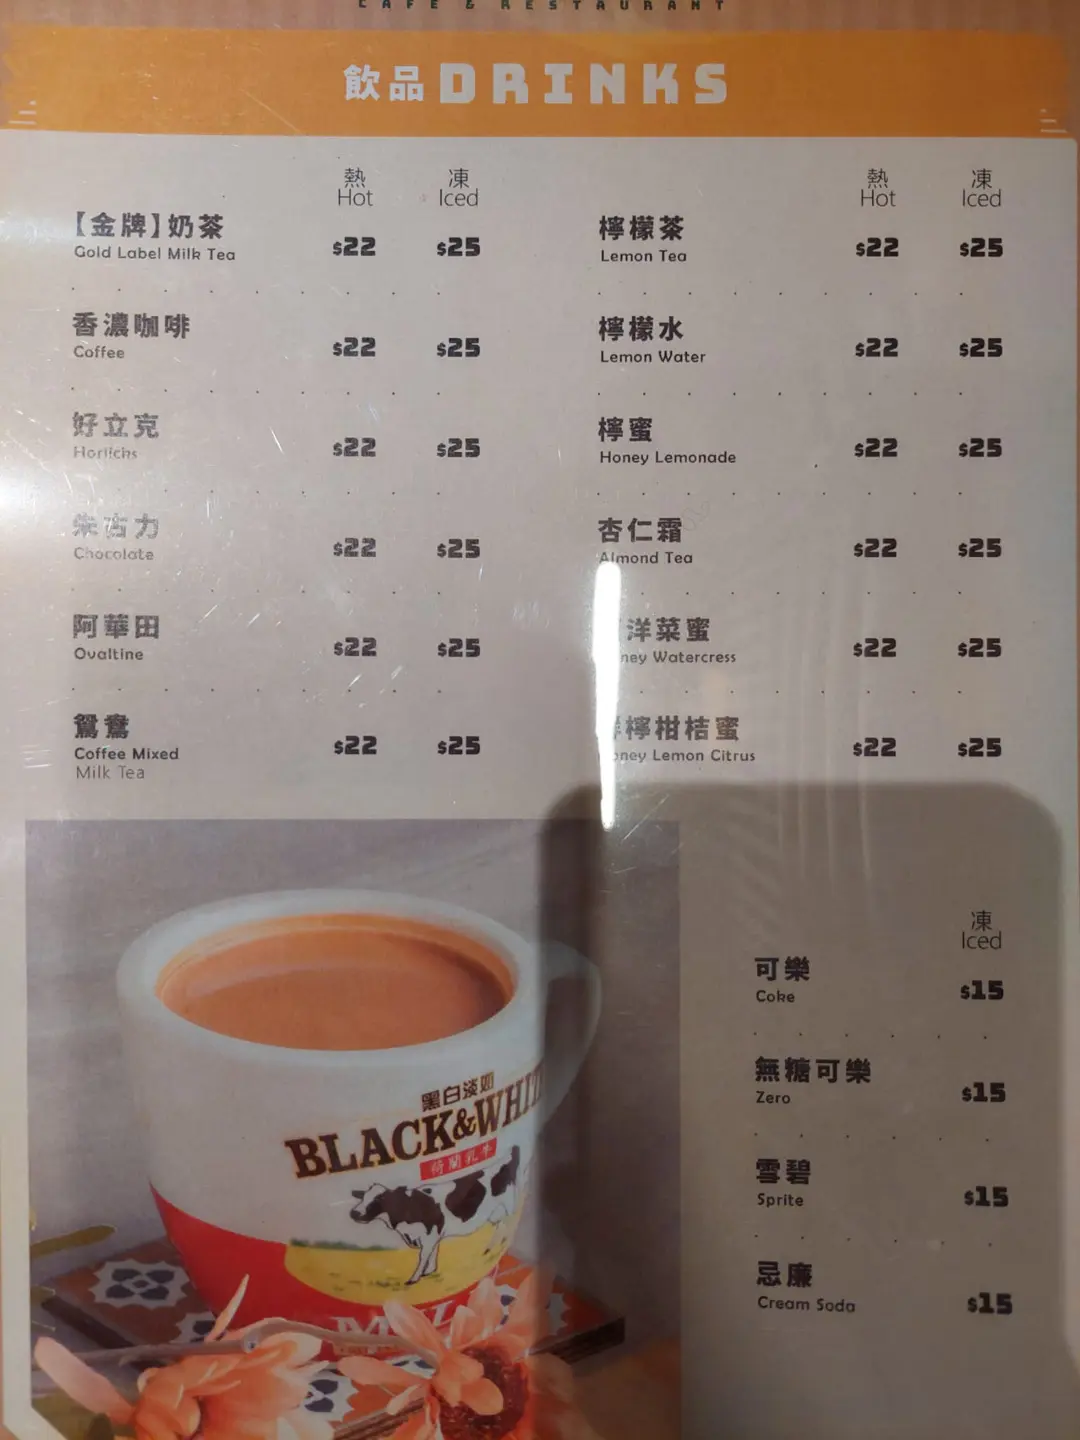 CAFE & RESTAURANT
飲品 DRINKS
熱 凍
Hot Iced
【金牌】奶茶
Gold Label Milk Tea $22 $25
香濃咖啡
Coffee $22 $25
好立克
Horlicks $22 $25
朱古力
Chocolate $22 $25
阿華田
Ovaltine $22 $25
鴛鴦
Coffee Mixed $22 $25
Milk Tea
熱 凍
Hot Iced
檸檬茶
Lemon Tea $22 $25
檸檬水
Lemon Water $22 $25
檸蜜
Honey Lemonade $22 $25
杏仁霜
Almond Tea $22 $25
洋菜蜜
Watercress $22 $25
檸柑桔蜜
Lemon Citrus $22 $25
凍
Iced
可樂
Coke $15
無糖可樂
Zero $15
雪碧
Sprite $15
忌廉
Cream Soda $15
黑白淡奶
BLACK&WHITE
荷蘭乳牛